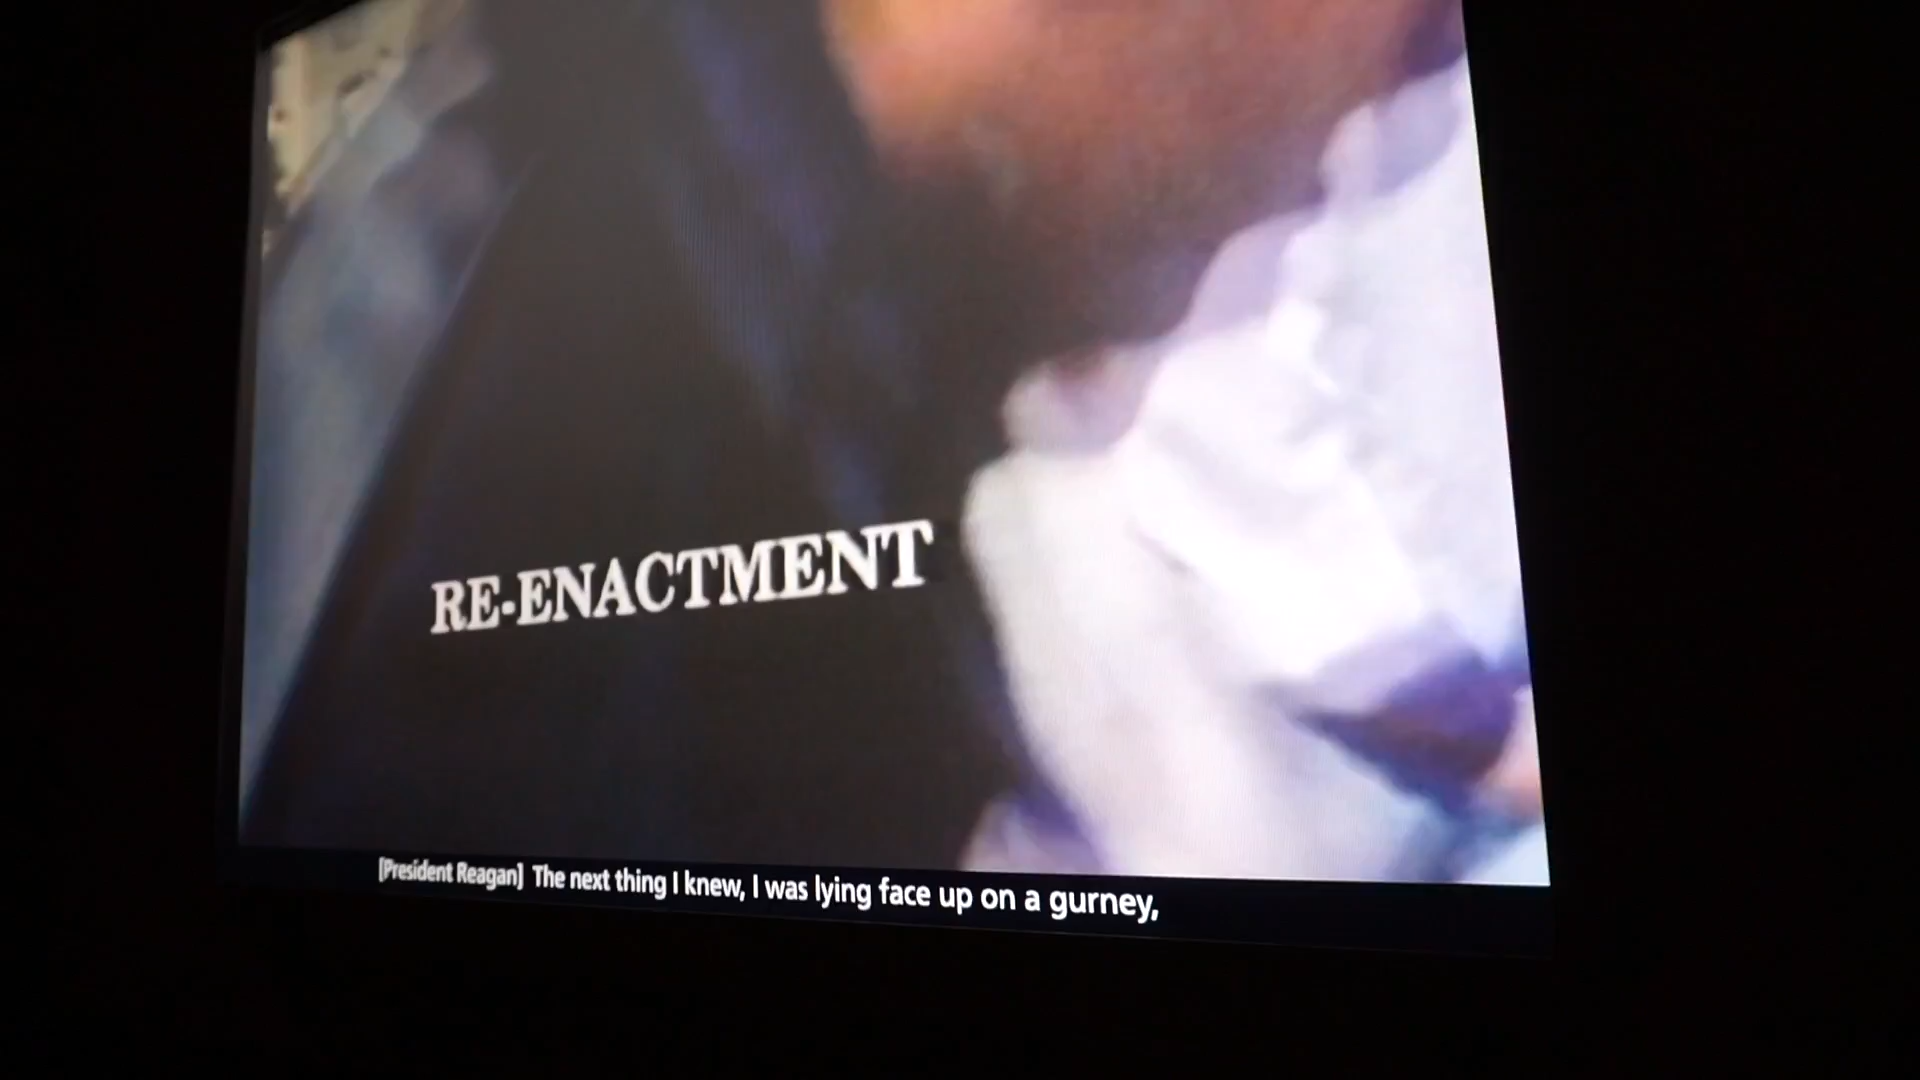 RE-ENACTMENT
[President Reagan] The next thing I knew, I was lying face up on a gurney,